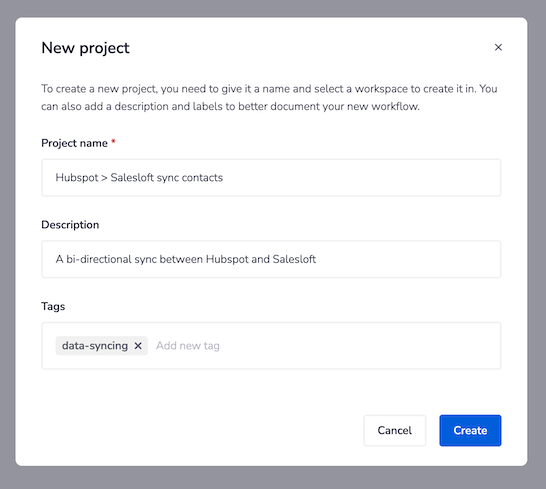 New project
To create a new project, you need to give it a name and select a workspace to create it in. You
can also add a description and labels to better document your new workflow.
Project name *
Hubspot > Salesloft sync contacts
Description
A bi-directional sync between Hubspot and Salesloft
Tags
data-syncing × Add new tag
Cancel Create